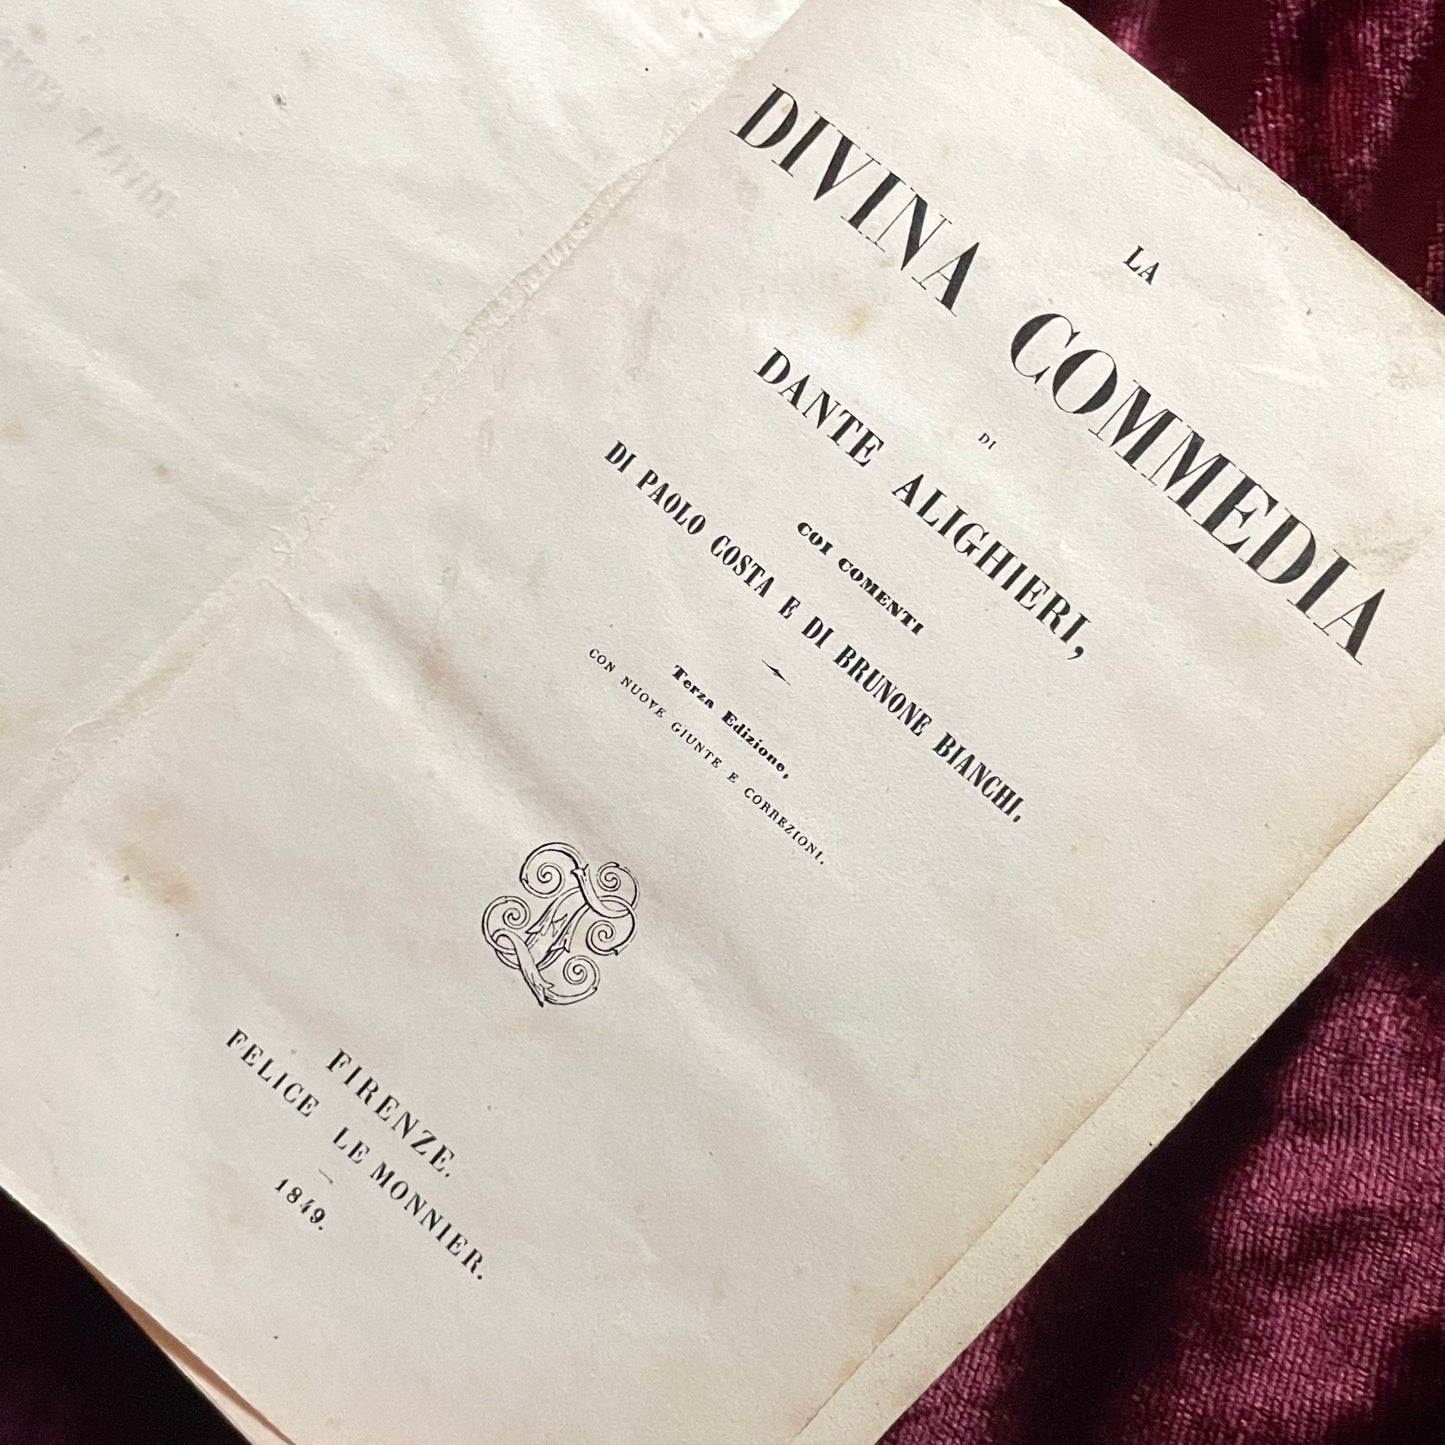 LA
DIVINA COMMEDIA
DI
DANTE ALIGHIERI,
COI COMENTI
DI PAOLO COSTA E DI BRUNONE BIANCHI,
Terza Edizione,
CON NUOVE GIUNTE E CORREZIONI.
FIRENZE.
FELICE LE MONNIER.
1849.